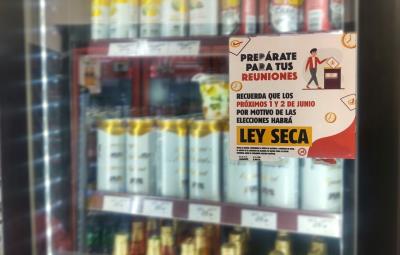 PREPÁRATE
PARA TUS
REUNIONES
RECUERDA QUE LOS
PRÓXIMOS 1 Y 2 DE JUNIO
POR MOTIVO DE LAS
ELECCIONES HABRÁ
LEY SECA